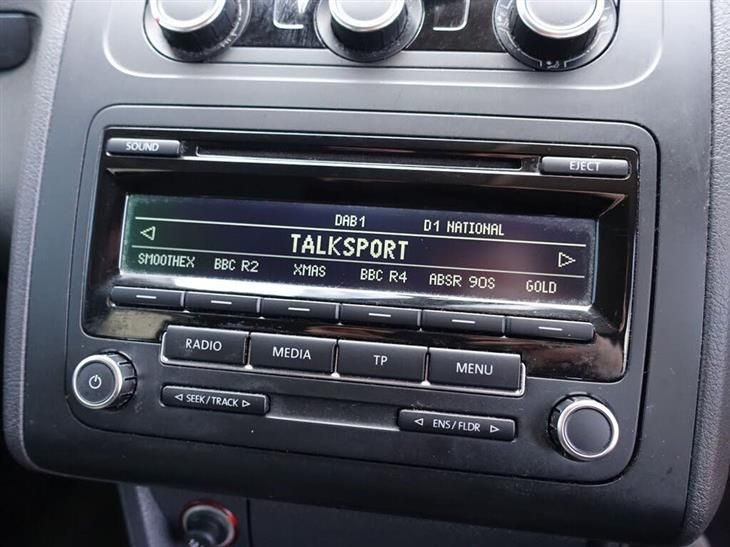 SOUND
EJECT
DAB1 D1 NATIONAL
TALKSPORT
SMOOTHEX BBC R2 XMAS BBC R4 ABSR 90S GOLD
RADIO MEDIA TP MENU
SEEK/TRACK
ENS/FLDR